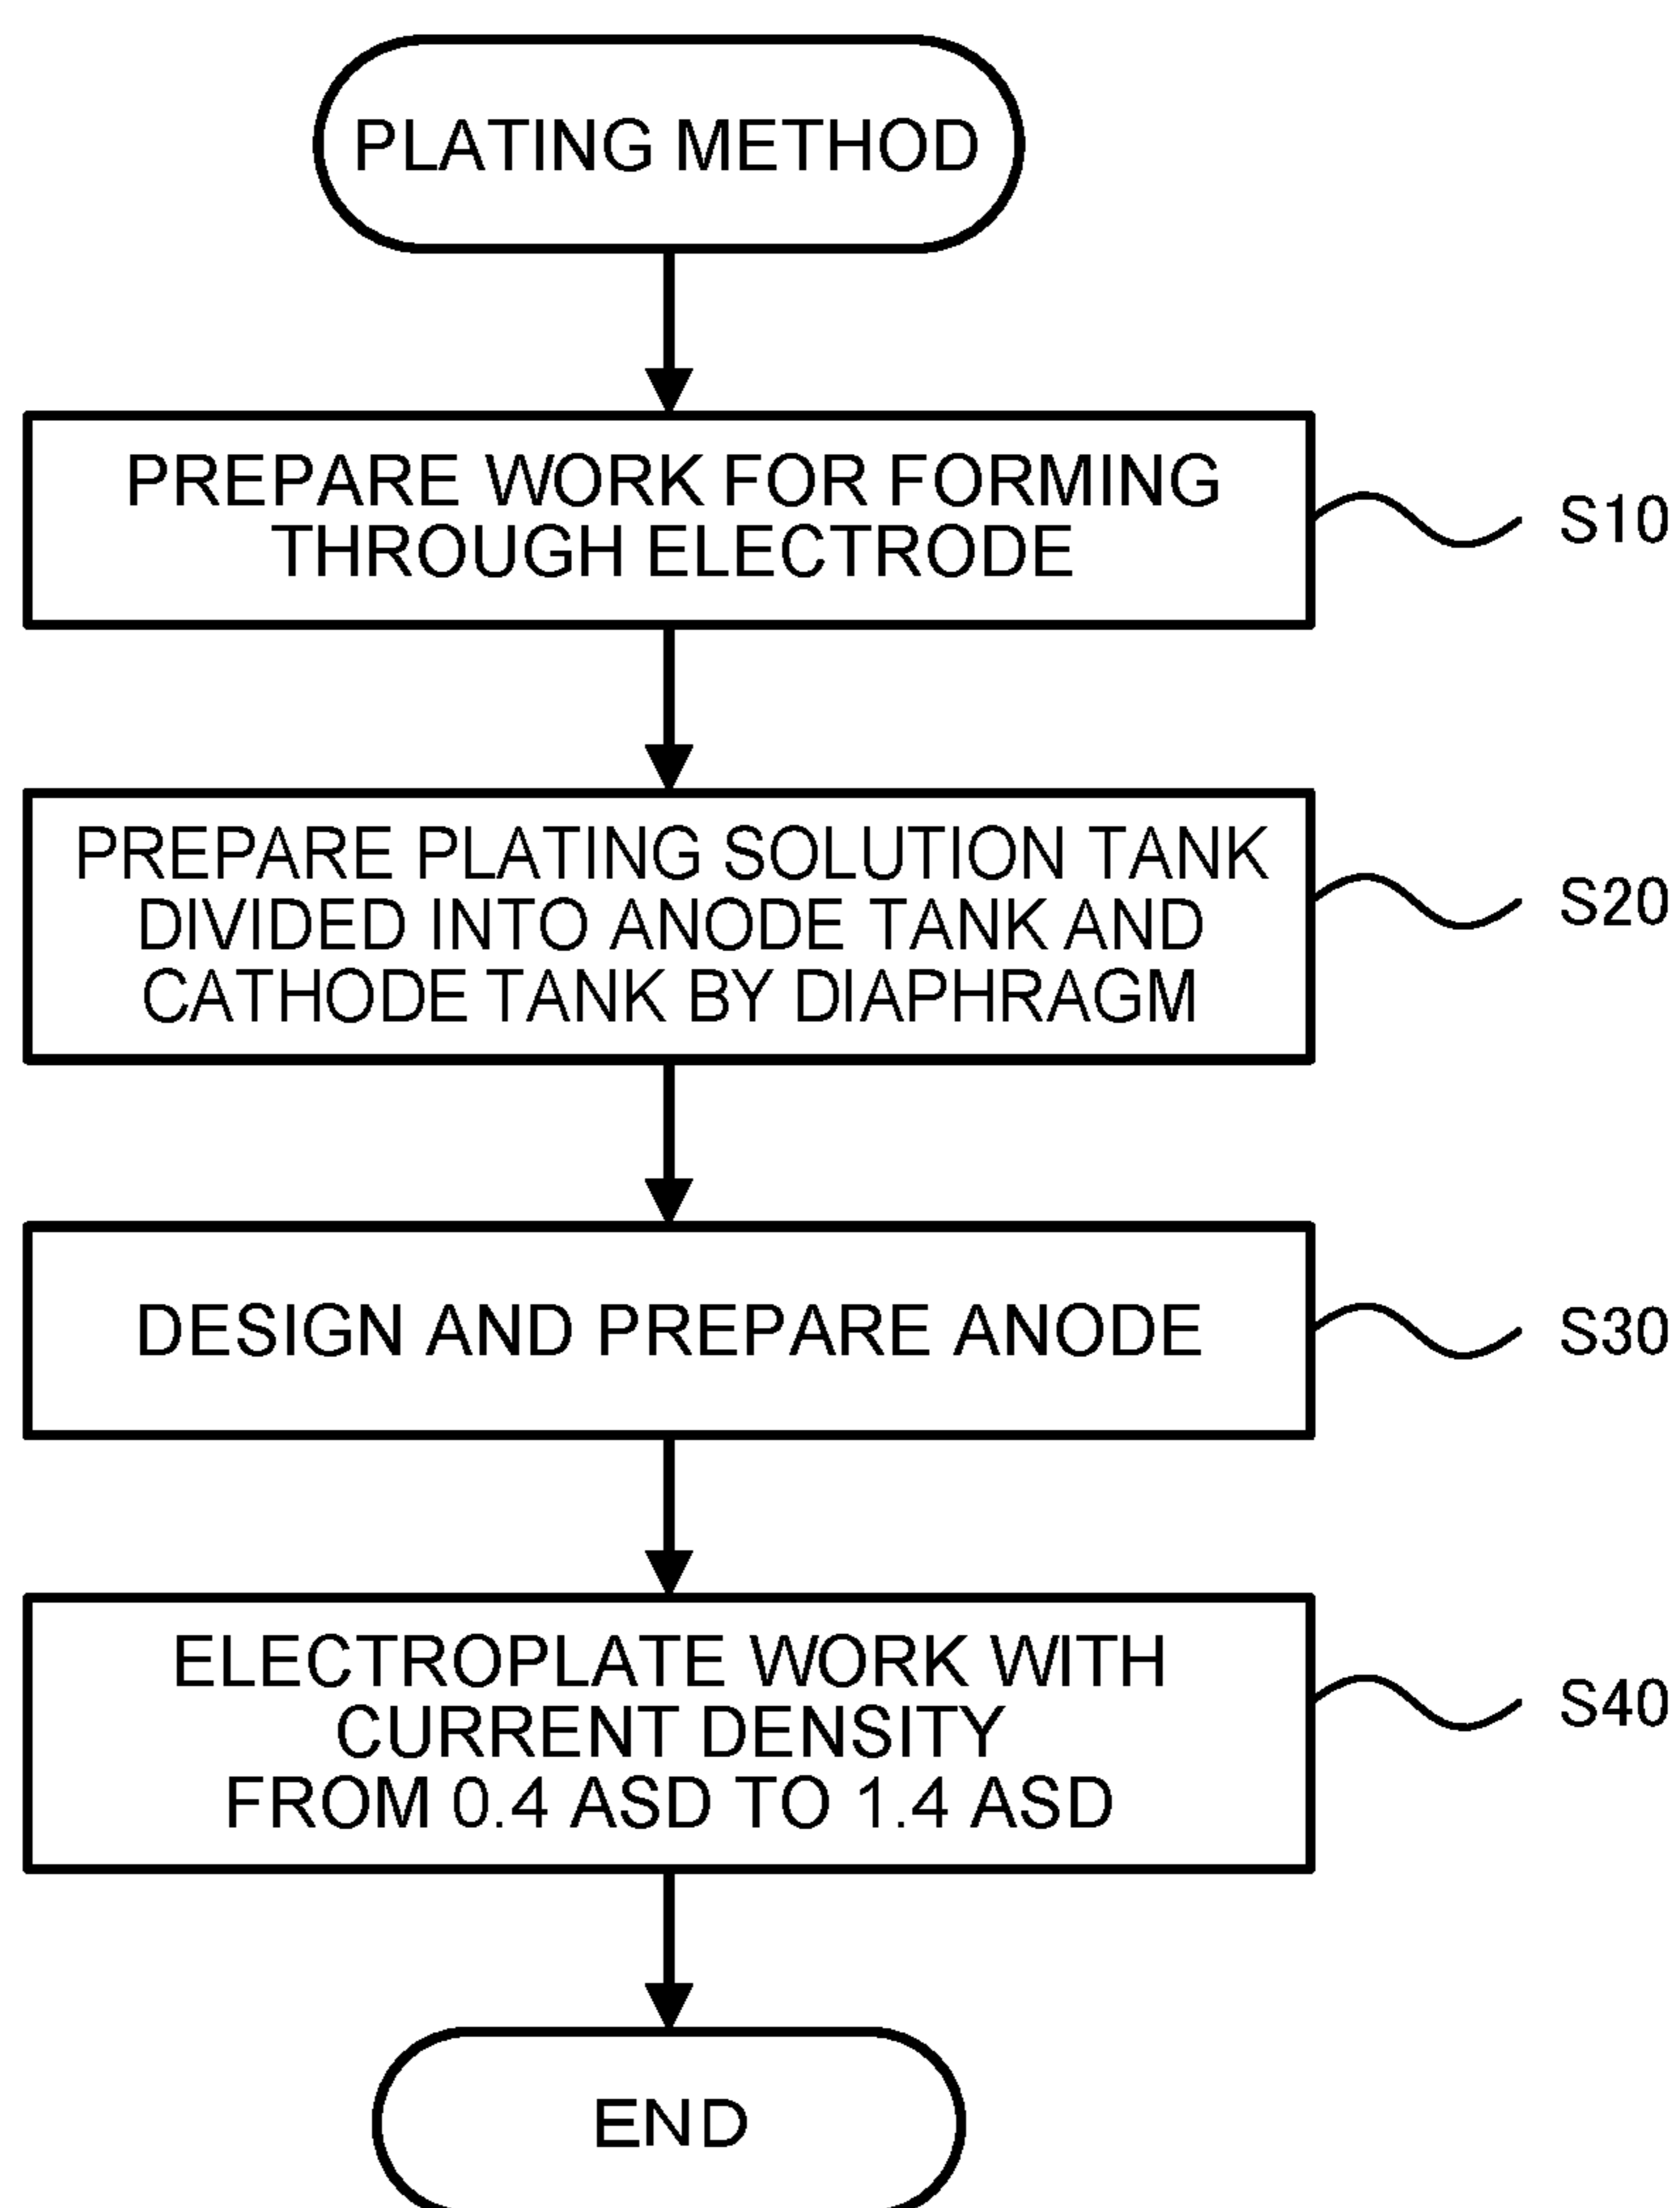 PLATING METHOD
PREPARE WORK FOR FORMING
THROUGH ELECTRODE
S10
PREPARE PLATING SOLUTION TANK
DIVIDED INTO ANODE TANK AND
CATHODE TANK BY DIAPHRAGM
S20
DESIGN AND PREPARE ANODE
S30
ELECTROPLATE WORK WITH
CURRENT DENSITY
FROM 0.4 ASD TO 1.4 ASD
S40
END